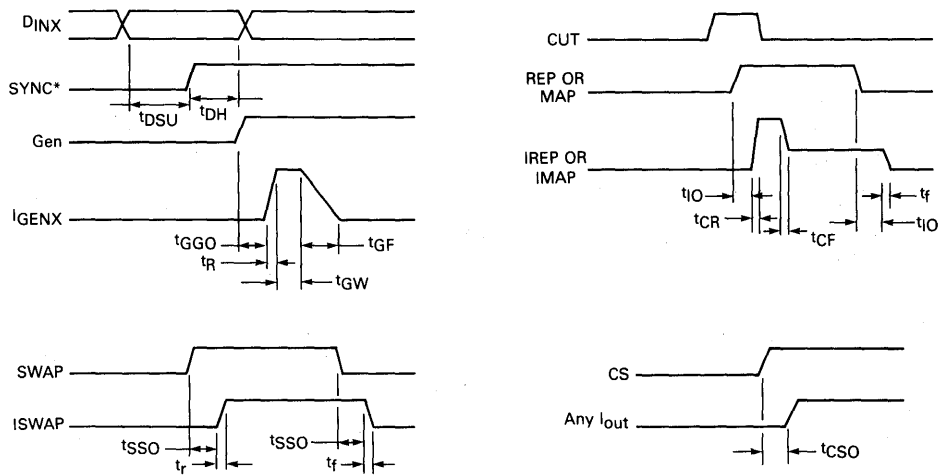 DINX
SYNC*
tDSU
tDH
Gen
IGENX
tGGO
tGF
tR
tGW
SWAP
ISWAP
tSSO
tSSO
tr
tf
CUT
REP OR
MAP
IREP OR
IMAP
tIO
tf
tCR
tIO
tCF
CS
Any Iout
tCSO